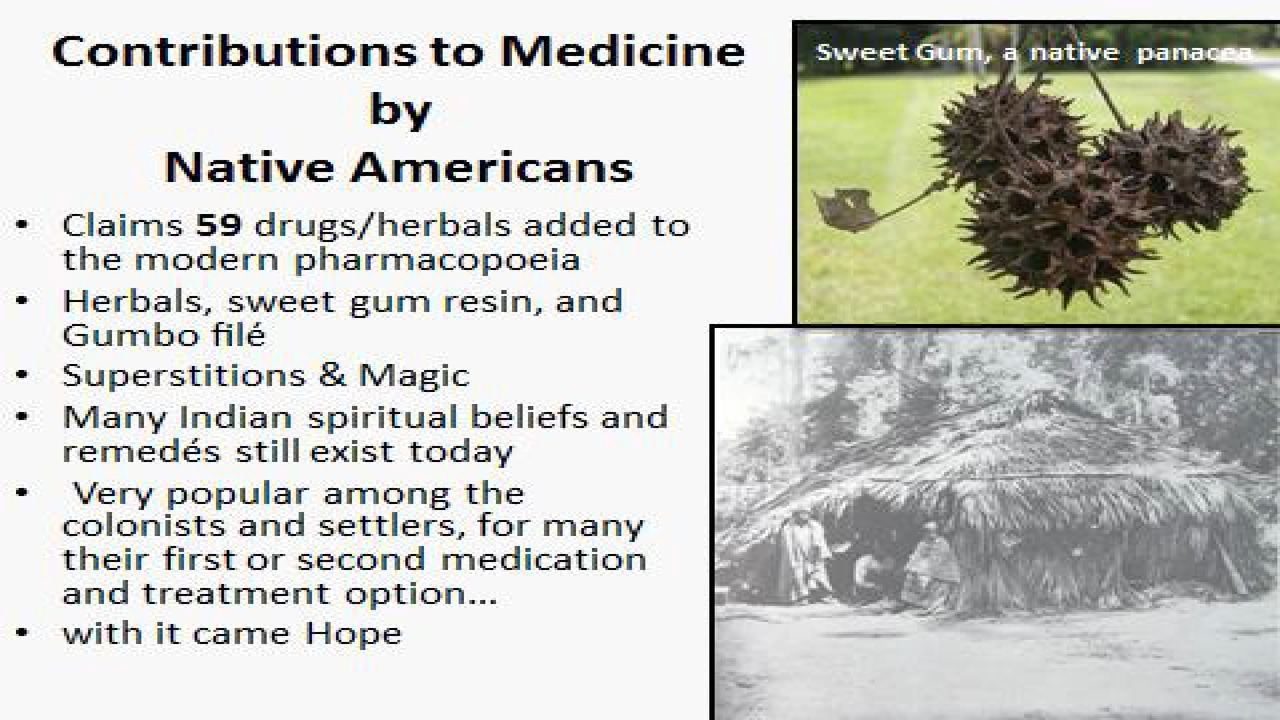 Contributions to Medicine
by
Native Americans
• Claims 59 drugs/herbals added to
the modern pharmacopoeia
• Herbals, sweet gum resin, and
Gumbo filé
• Superstitions & Magic
• Many Indian spiritual beliefs and
remedés still exist today
• Very popular among the
colonists and settlers, for many
their first or second medication
and treatment option...
• with it came Hope
Sweet Gum, a native panacea